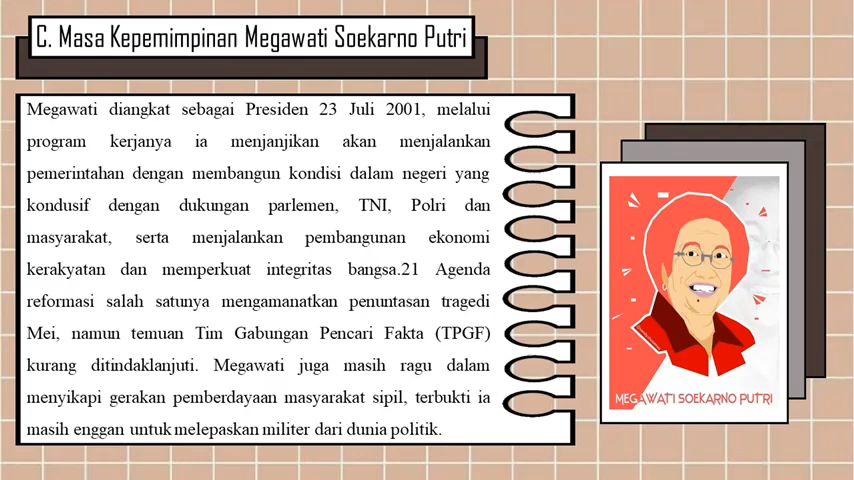 C. Masa Kepemimpinan Megawati Soekarno Putri
Megawati diangkat sebagai Presiden 23 Juli 2001, melalui
program kerjanya ia menjanjikan akan menjalankan
pemerintahan dengan membangun kondisi dalam negeri yang
kondusif dengan dukungan parlemen, TNI, Polri dan
masyarakat, serta menjalankan pembangunan ekonomi
kerakyatan dan memperkuat integritas bangsa.21 Agenda
reformasi salah satunya mengamanatkan penuntasan tragedi
Mei, namun temuan Tim Gabungan Pencari Fakta (TPGF)
kurang ditindaklanjuti. Megawati juga masih ragu dalam
menyikapi gerakan pemberdayaan masyarakat sipil, terbukti ia
masih enggan untuk melepaskan militer dari dunia politik.
MEGAWATI SOEKARNO PUTRI